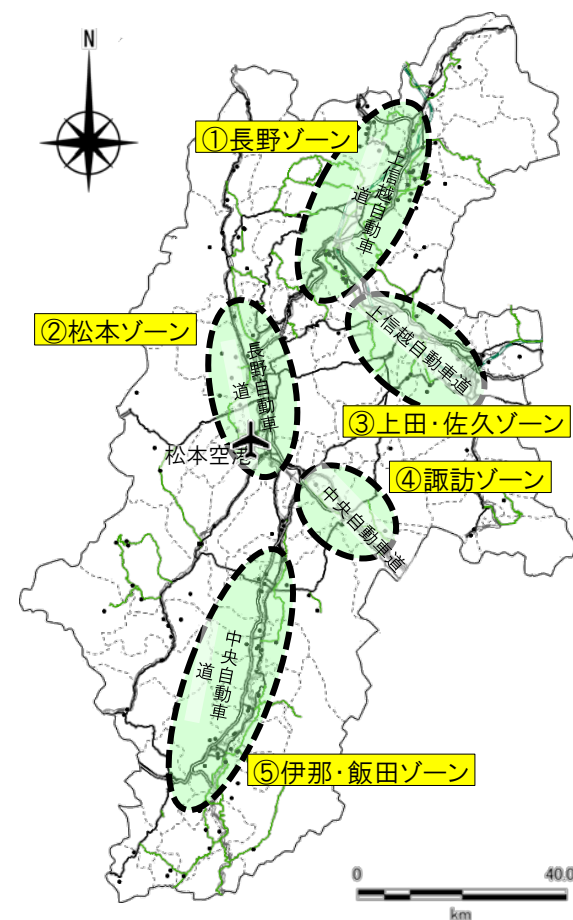 N
①長野ゾーン
上信越自動車
道
②松本ゾーン
長野自動車
道
上信越自動車道
③上田・佐久ゾーン
松本空港
④諏訪ゾーン
中央自動車道
中央自動車
道
⑤伊那・飯田ゾーン
0 40.0
km